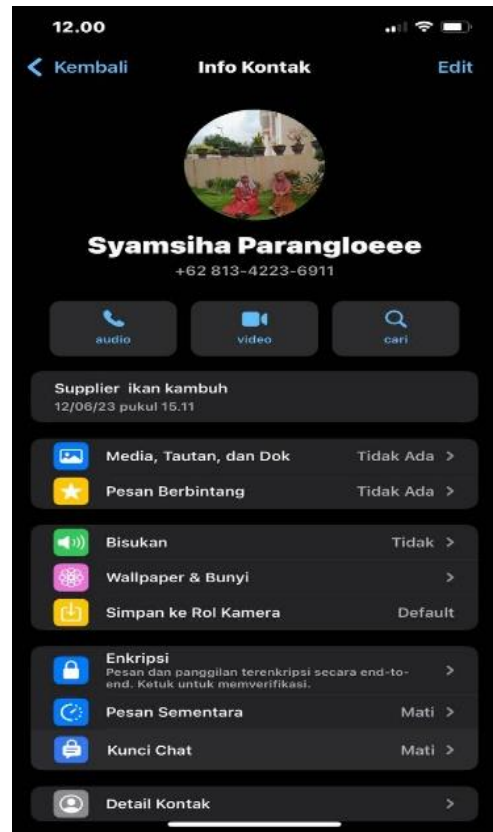 12.00
Kembali Info Kontak Edit
Syamsiha Parangloeee
+62 813-4223-6911
audio video cari
Supplier ikan kambuh
12/06/23 pukul 15.11
Media, Tautan, dan Dok Tidak Ada
Pesan Berbintang Tidak Ada
Bisukan Tidak
Wallpaper & Bunyi
Simpan ke Rol Kamera Default
Enkripsi
Pesan dan panggilan terenkripsi secara end-to-
end. Ketuk untuk memverifikasi.
Pesan Sementara Mati
Kunci Chat Mati
Detail Kontak